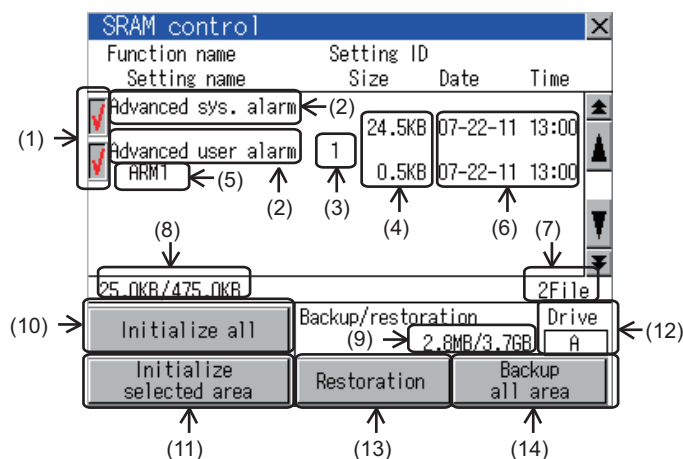 SRAM control
Function name Setting ID
Setting name Size Date Time
Advanced sys. alarm (2)
(1) 24.5KB 07-22-11 13:00
Advanced user alarm 1
ARM1 (5) 0.5KB 07-22-11 13:00
(2) (3) (4) (6)
(8) (7)
25.0KB/475.0KB 2File
(10) Initialize all Backup/restoration Drive (12)
(9) 2.8MB/3.7GB A
Initialize selected area Restoration Backup all area
(11) (13) (14)